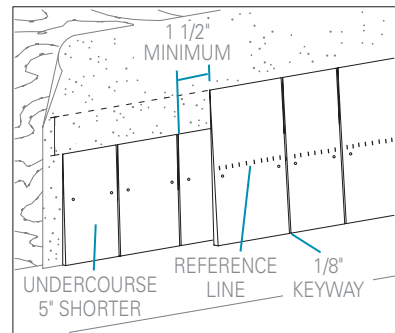 1 1/2"
MINIMUM
UNDERCOURSE
5" SHORTER
REFERENCE
LINE
1/8"
KEYWAY